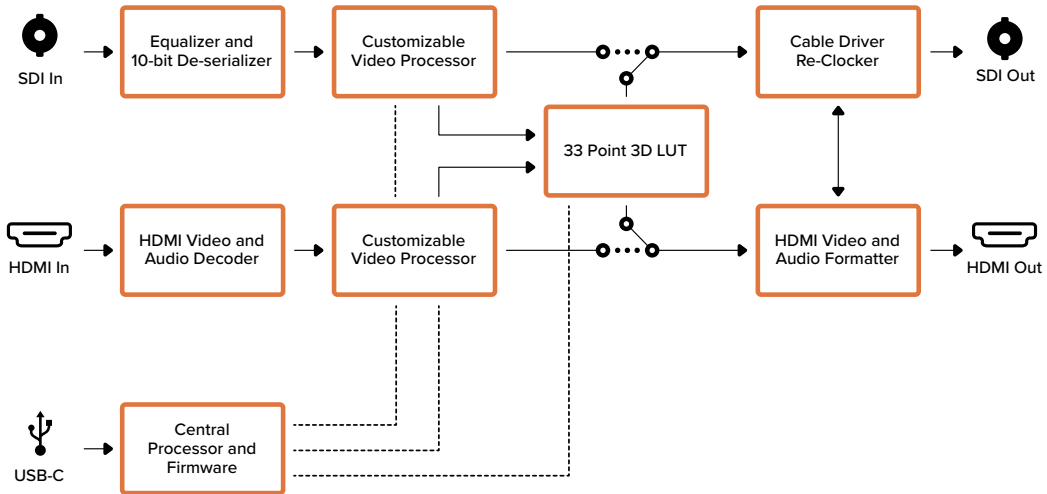 SDI In
Equalizer and
10-bit De-serializer
Customizable
Video Processor
Cable Driver
Re-Clocker
SDI Out
33 Point 3D LUT
HDMI In
HDMI Video and
Audio Decoder
Customizable
Video Processor
HDMI Video and
Audio Formatter
HDMI Out
USB-C
Central
Processor and
Firmware